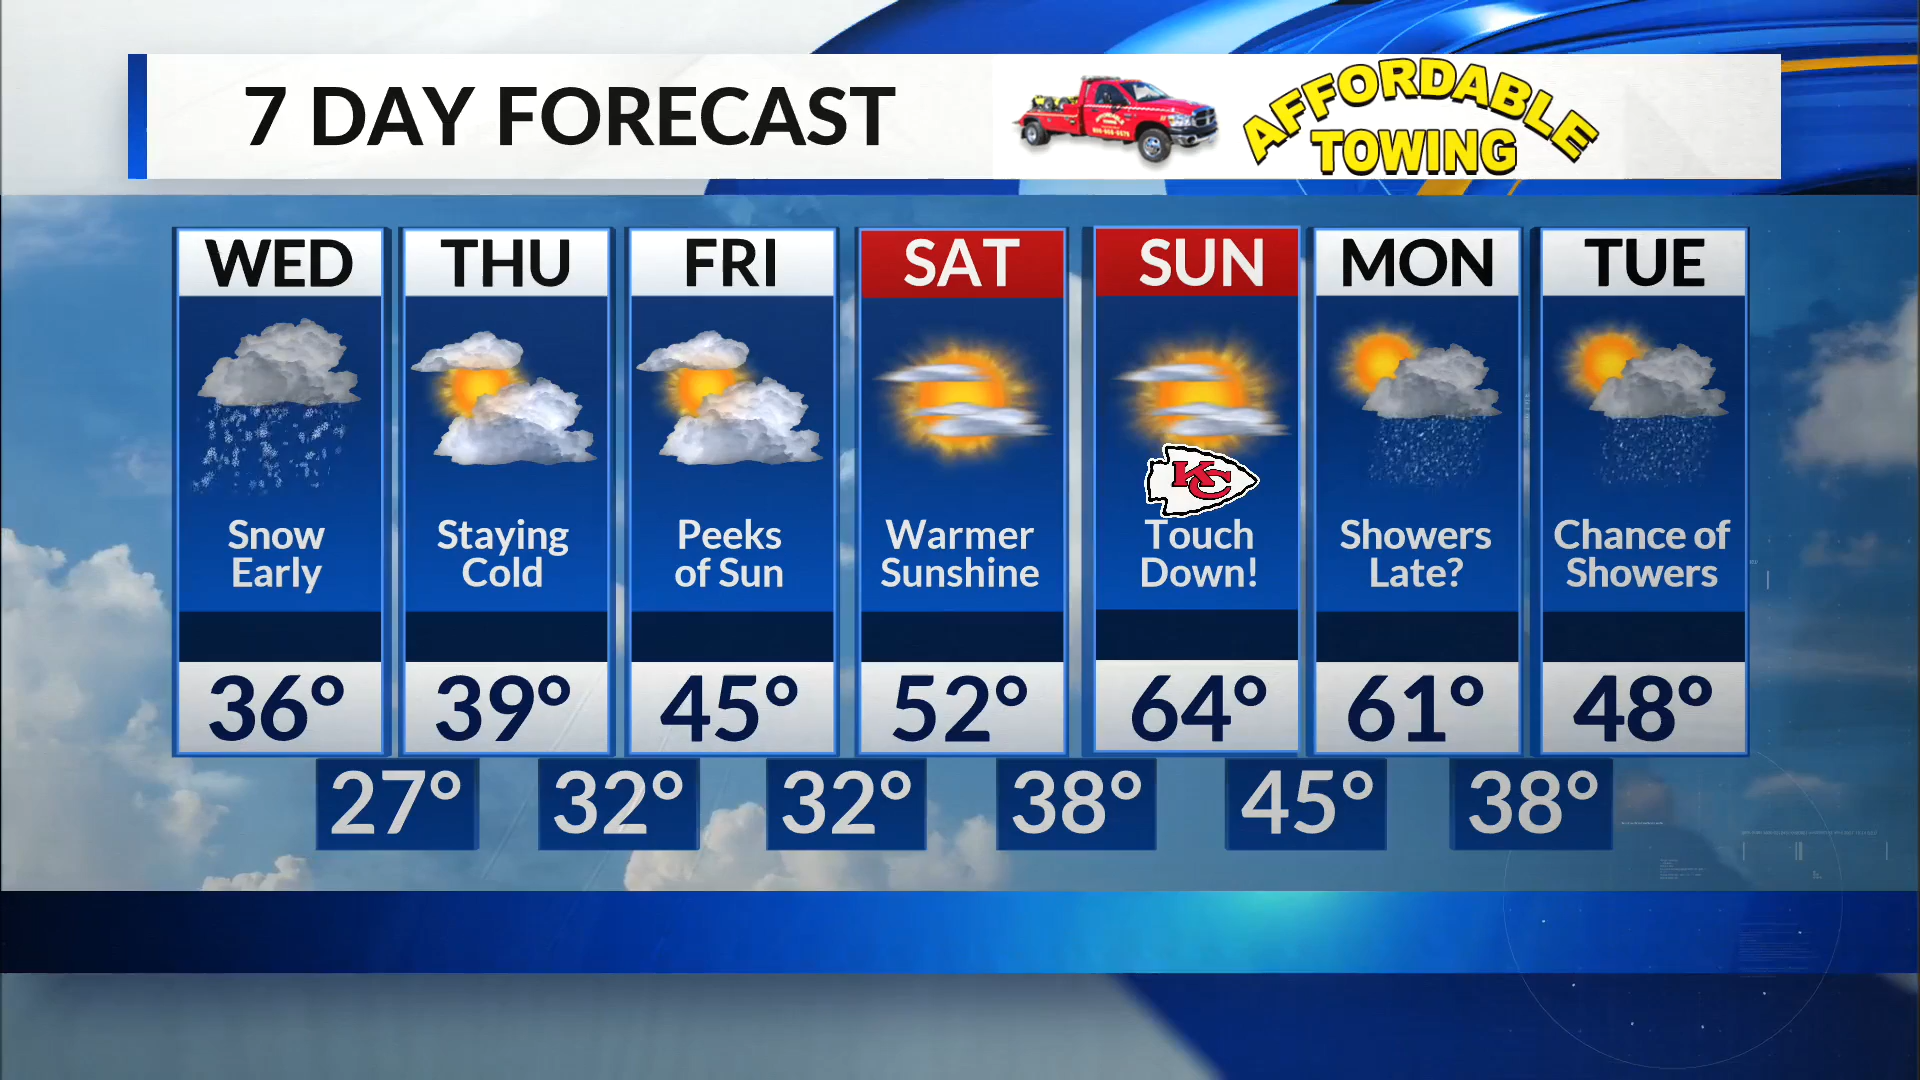 7 DAY FORECAST
AFFORDABLE
TOWING
WED
THU
FRI
SAT
SUN
MON
TUE
KC
Snow
Early
Staying
Cold
Peeks
of Sun
Warmer
Sunshine
Touch
Down!
Showers
Late?
Chance of
Showers
36°
39°
45°
52°
64°
61°
48°
27°
32°
32°
38°
45°
38°